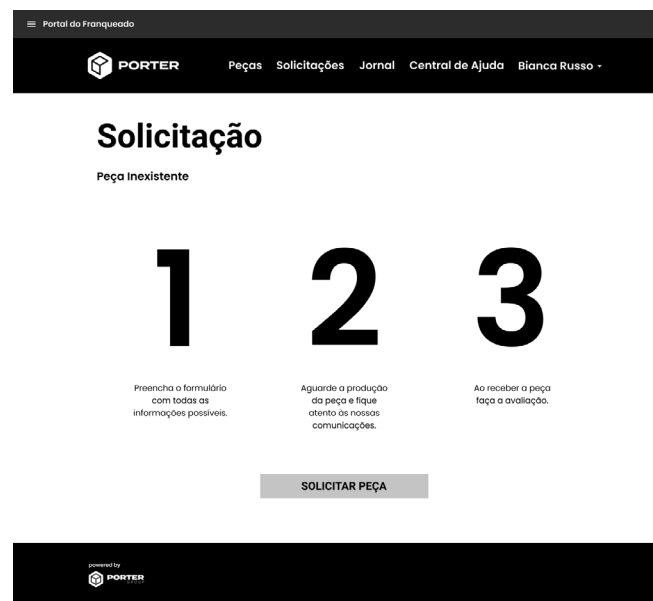 Portal do Franqueado
PORTER
Peças Solicitações Jornal Central de Ajuda Bianca Russo
Solicitação
Peça Inexistente
1
2
3
Preencha o formulário
com todas as
informações possíveis.
Aguarde a produção
da peça e fique
atento às nossas
comunicações.
Ao receber a peça
faça a avaliação.
SOLICITAR PEÇA
powered by
PORTER
GROUP